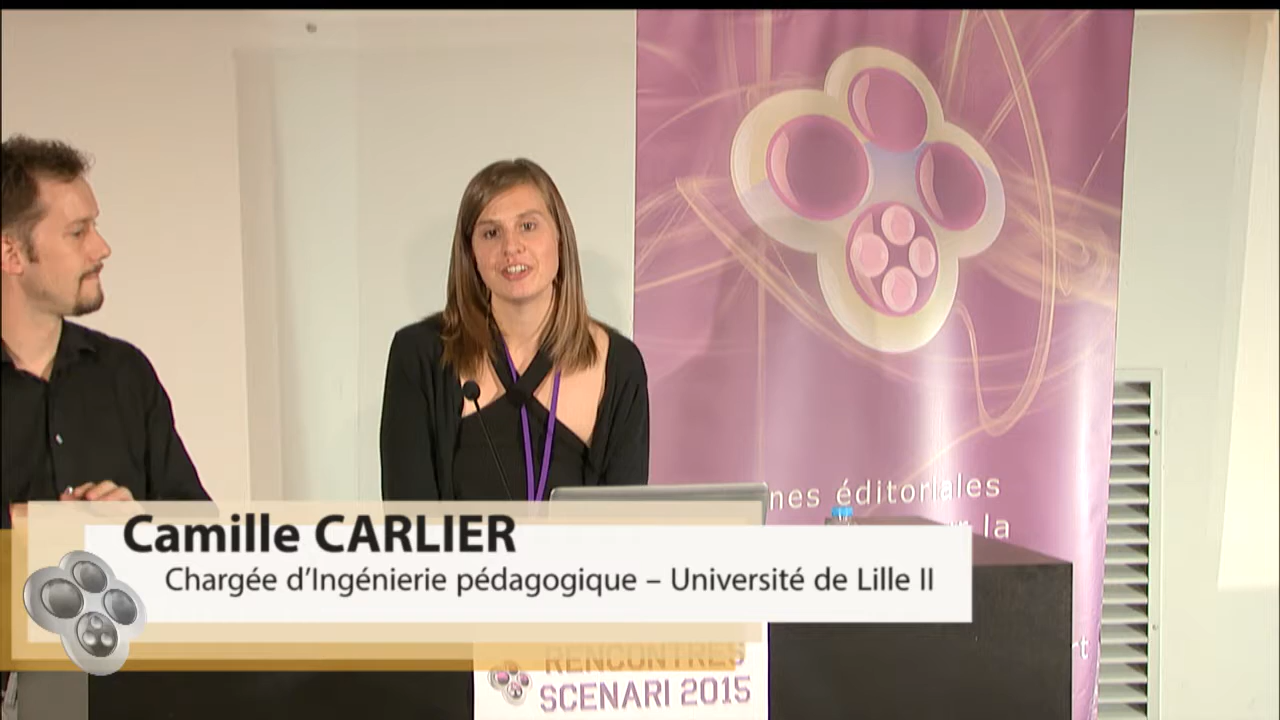 nes éditoriales
la
Camille CARLIER
Chargée d’Ingénierie pédagogique – Université de Lille II
RENCONTRES
SCENARI 2015